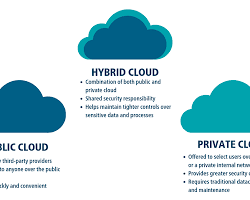 HYBRID CLOUD
• Combination of both public and
private cloud
• Shared security responsibility
• Helps maintain tighter controls over
sensitive data and processes
BLIC CLOUD
third-party providers
to anyone over the public
ckly and convenient
PRIVATE CLO
• Offered to select users ove
or a private internal netw
• Provides greater security
• Requires traditional datac
and maintenance